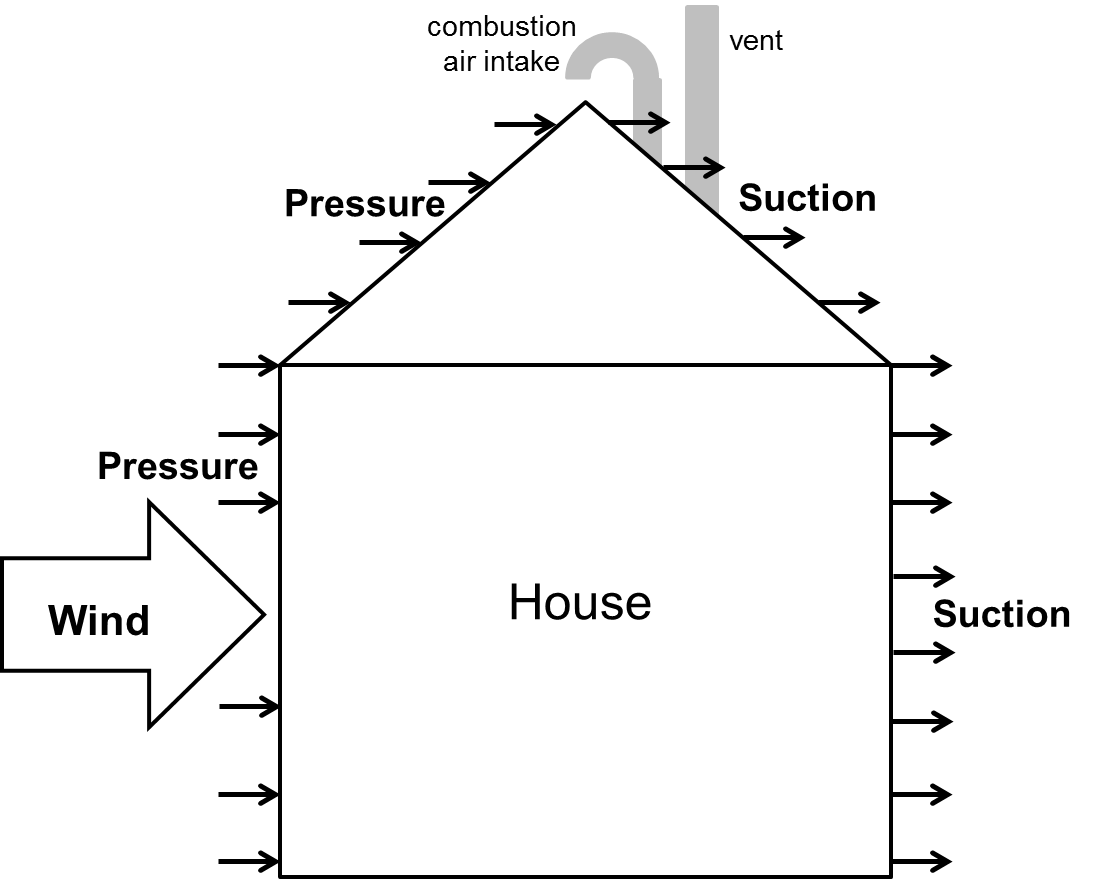 combustion
air intake
vent
Pressure
Suction
Pressure
Wind
House
Suction